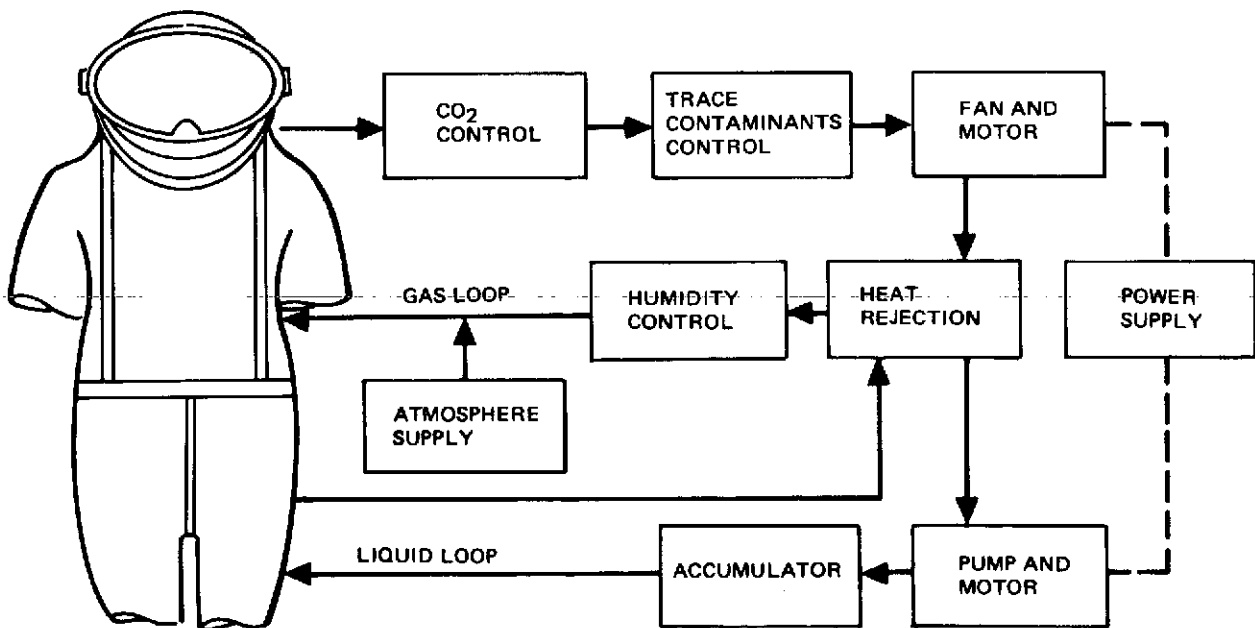 CO2
CONTROL
TRACE
CONTAMINANTS
CONTROL
FAN AND
MOTOR
GAS LOOP
HUMIDITY
CONTROL
HEAT
REJECTION
POWER
SUPPLY
ATMOSPHERE
SUPPLY
LIQUID LOOP
ACCUMULATOR
PUMP AND
MOTOR